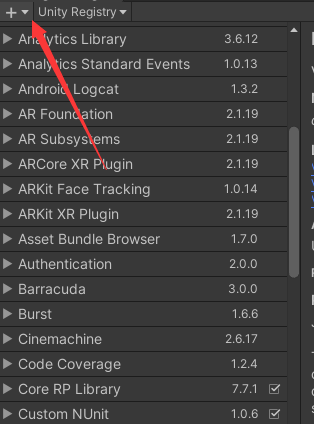 Unity Registry
Analytics Library 3.6.12
Analytics Standard Events 1.0.13
Android Logcat 1.3.2
AR Foundation 2.1.19
AR Subsystems 2.1.19
ARCore XR Plugin 2.1.19
ARKit Face Tracking 1.0.14
ARKit XR Plugin 2.1.19
Asset Bundle Browser 1.7.0
Authentication 2.0.0
Barracuda 3.0.0
Burst 1.6.6
Cinemachine 2.6.17
Code Coverage 1.2.4
Core RP Library 7.7.1
Custom NUnit 1.0.6